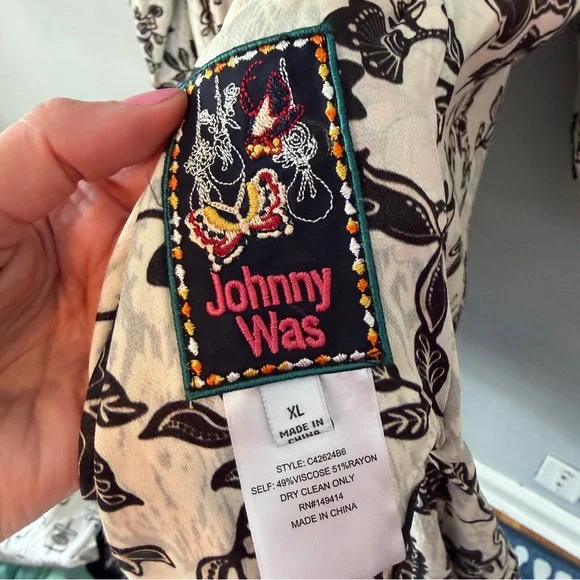 Johnny
Was
XL
MADE IN
CHINA
STYLE: C42624B6
SELF: 49%VISCOSE 51%RAYON
DRY CLEAN ONLY
RN#149414
MADE IN CHINA